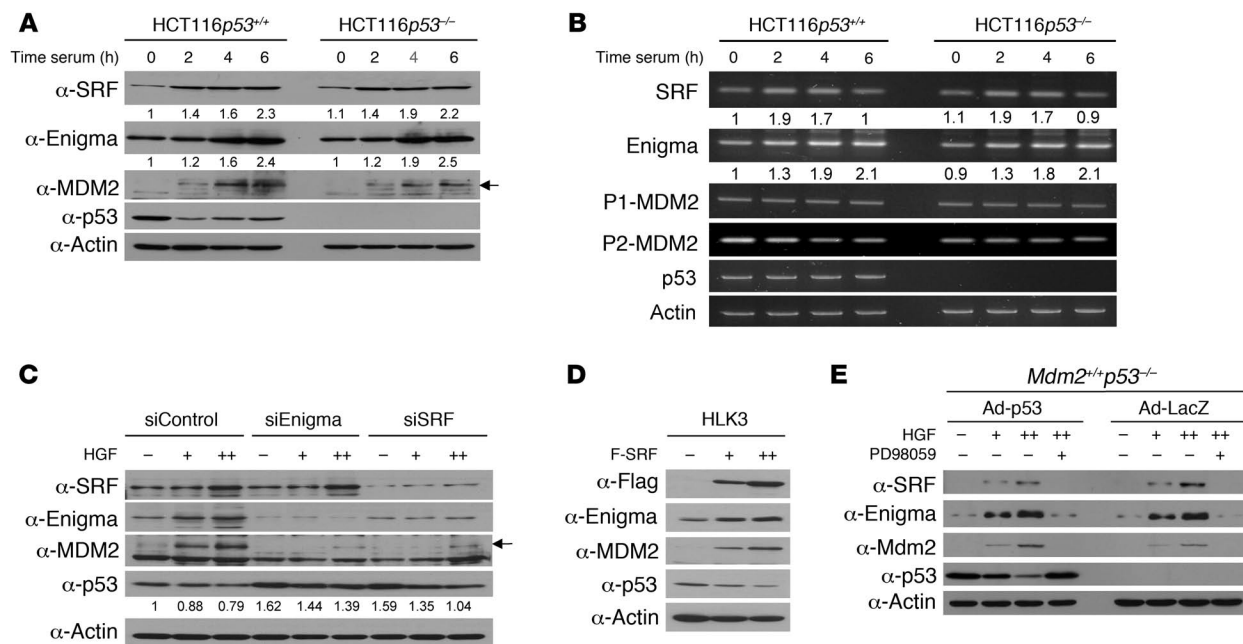 A
HCT116p53+/+ HCT116p53–/–
Time serum (h) 0 2 4 6 0 2 4 6
α-SRF
1 1.4 1.6 2.3 1.1 1.4 1.9 2.2
α-Enigma
1 1.2 1.6 2.4 1 1.2 1.9 2.5
α-MDM2
α-p53
α-Actin
B
HCT116p53+/+ HCT116p53–/–
Time serum (h) 0 2 4 6 0 2 4 6
SRF
1 1.9 1.7 1 1.1 1.9 1.7 0.9
Enigma
1 1.3 1.9 2.1 0.9 1.3 1.8 2.1
P1-MDM2
P2-MDM2
p53
Actin
C
siControl siEnigma siSRF
HGF – + ++ – + ++ – + ++
α-SRF
α-Enigma
α-MDM2
α-p53
1 0.88 0.79 1.62 1.44 1.39 1.59 1.35 1.04
α-Actin
D
HLK3
F-SRF – + ++
α-Flag
α-Enigma
α-MDM2
α-p53
α-Actin
E
Mdm2+/+p53–/–
Ad-p53 Ad-LacZ
HGF – + ++ ++ – + ++ ++
PD98059 – – – + – – – +
α-SRF
α-Enigma
α-Mdm2
α-p53
α-Actin